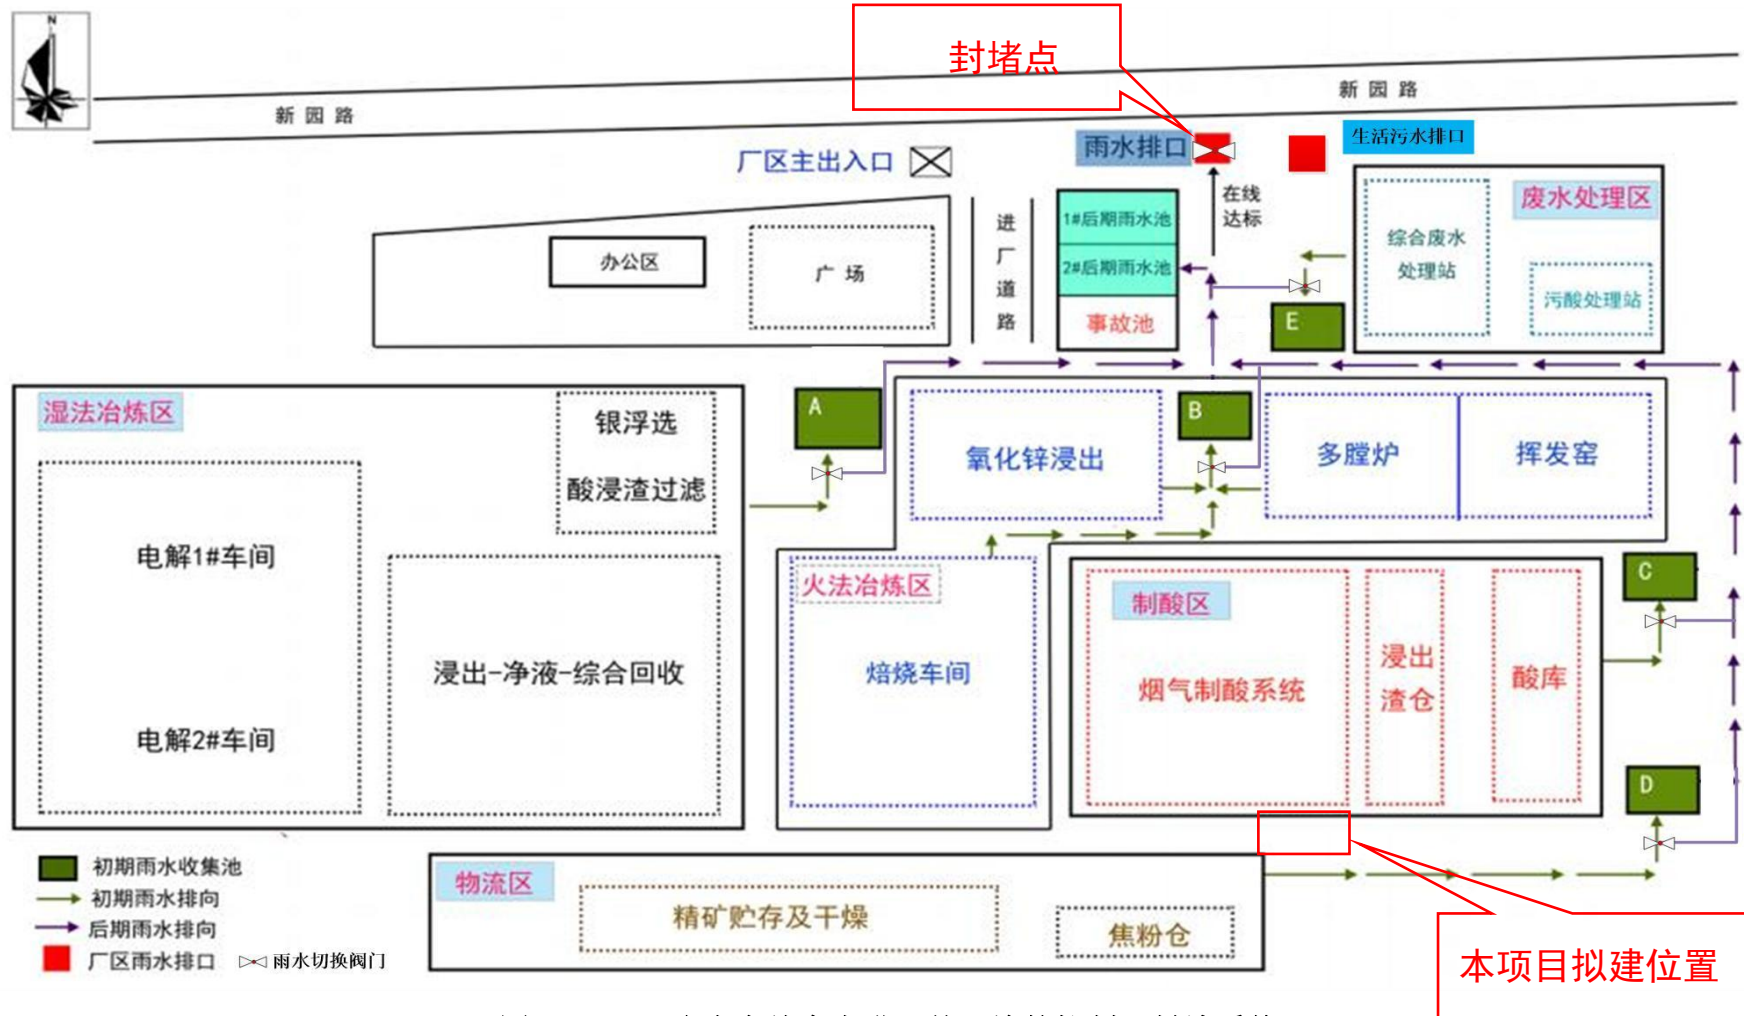 N
封堵点
新园路
新园路
雨水排口
生活污水排口
厂区主出入口
在线
达标
废水处理区
综合废水
处理站
污酸处理站
办公区
广场
进
厂
道
路
1#后期雨水池
2#后期雨水池
事故池
E
湿法冶炼区
银浮选
酸浸渣过滤
A
氧化锌浸出
B
多膛炉
挥发窑
电解1#车间
电解2#车间
浸出-净液-综合回收
火法冶炼区
焙烧车间
制酸区
烟气制酸系统
浸出
渣仓
酸库
C
D
物流区
精矿贮存及干燥
焦粉仓
本项目拟建位置
初期雨水收集池
初期雨水排向
后期雨水排向
厂区雨水排口
雨水切换阀门